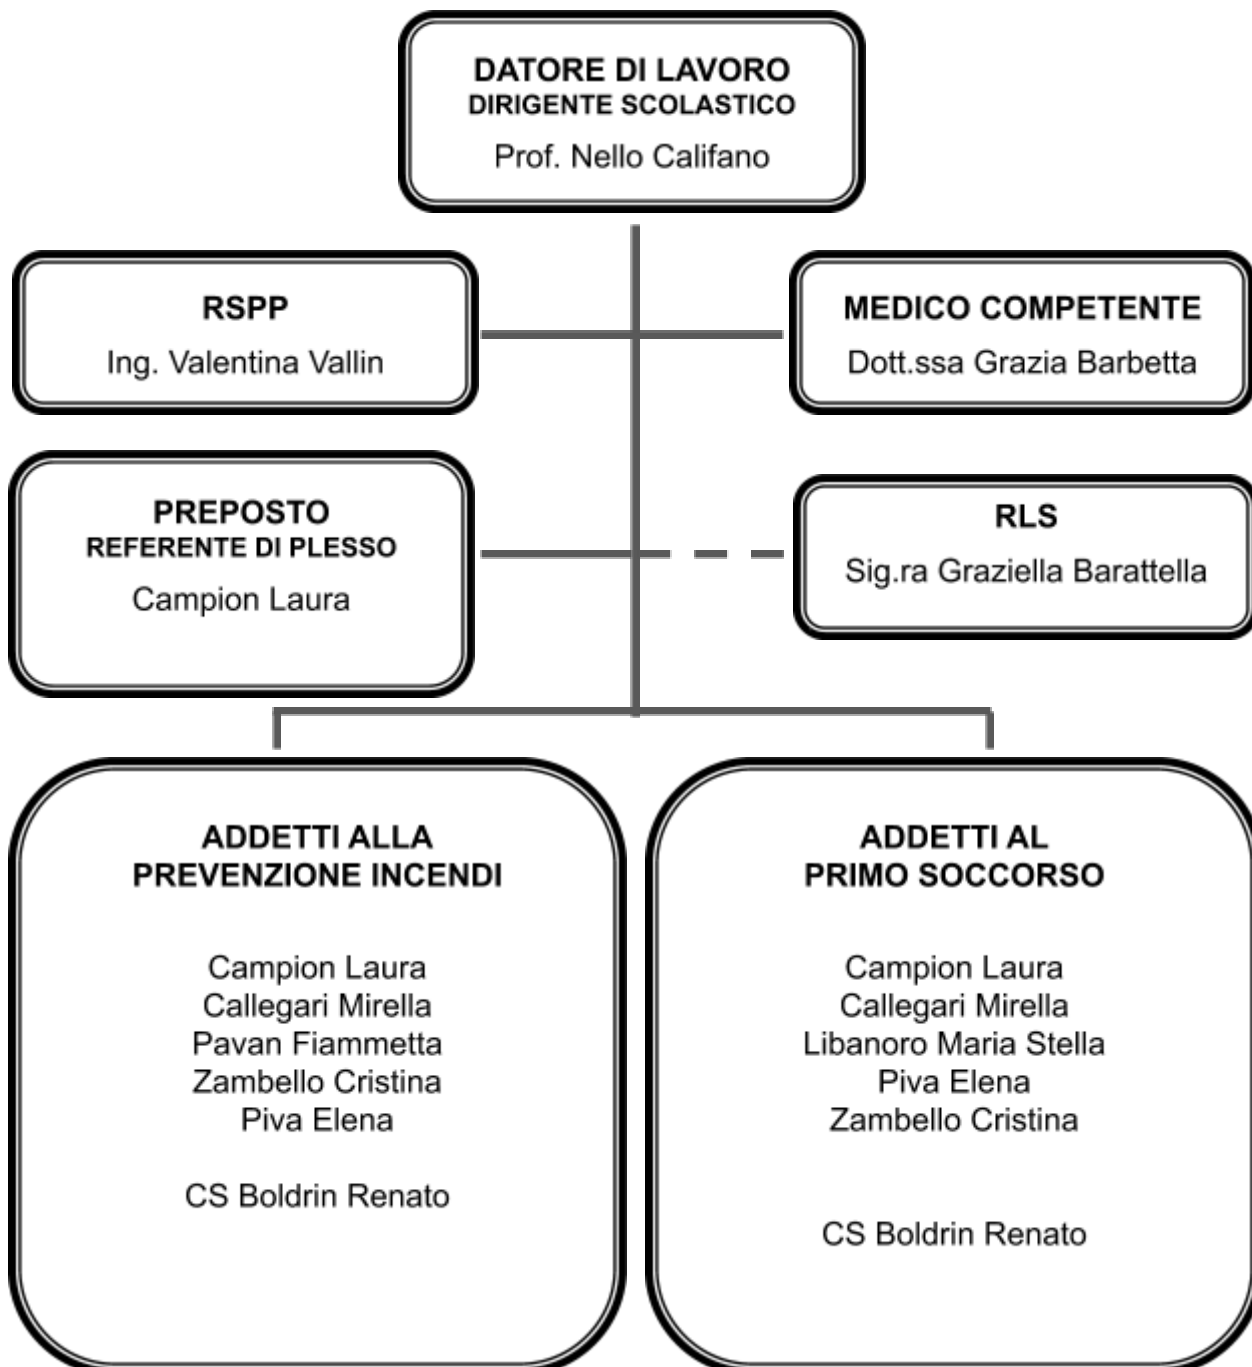 DATORE DI LAVORO
DIRIGENTE SCOLASTICO
Prof. Nello Califano
RSPP
Ing. Valentina Vallin
MEDICO COMPETENTE
Dott.ssa Grazia Barbetta
PREPOSTO
REFERENTE DI PLESSO
Campion Laura
RLS
Sig.ra Graziella Barattella
ADDETTI ALLA
PREVENZIONE INCENDI
Campion Laura
Callegari Mirella
Pavan Fiammetta
Zambello Cristina
Piva Elena
CS Boldrin Renato
ADDETTI AL
PRIMO SOCCORSO
Campion Laura
Callegari Mirella
Libanoro Maria Stella
Piva Elena
Zambello Cristina
CS Boldrin Renato